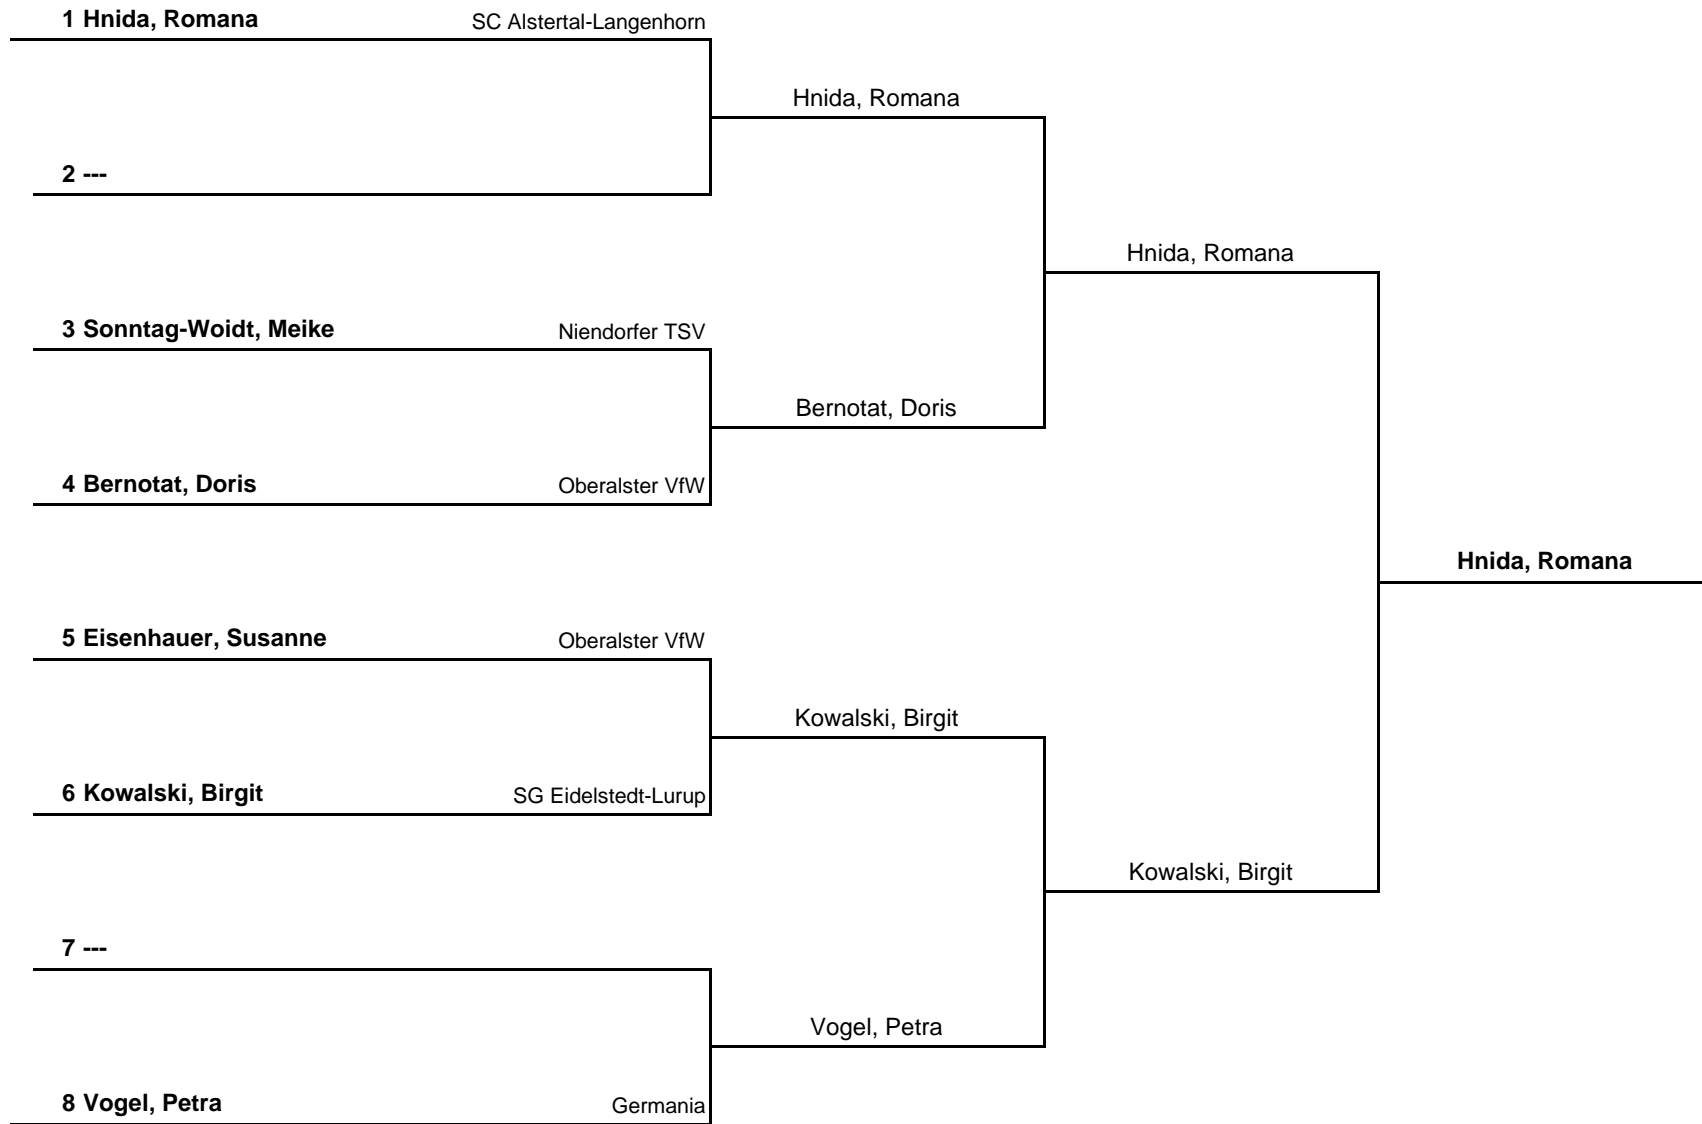 1 Hnida, Romana SC Alstertal-Langenhorn
Hnida, Romana
2 ---
Hnida, Romana
3 Sonntag-Woidt, Meike Niendorfer TSV
Bernotat, Doris
4 Bernotat, Doris Oberalster VfW
Hnida, Romana
5 Eisenhauer, Susanne Oberalster VfW
Kowalski, Birgit
6 Kowalski, Birgit SG Eidelstedt-Lurup
Kowalski, Birgit
7 ---
Vogel, Petra
8 Vogel, Petra Germania